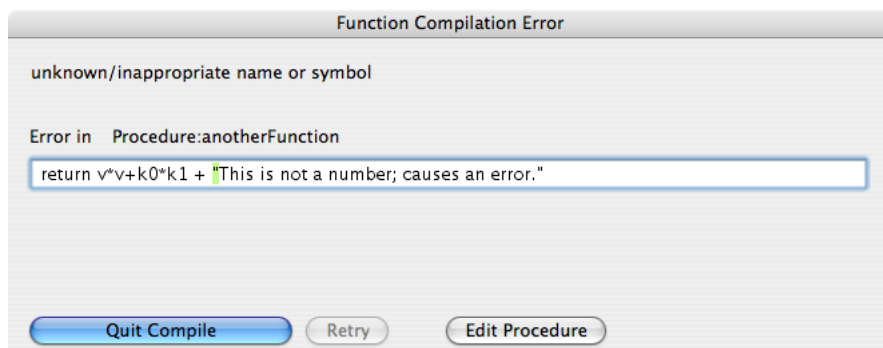 Function Compilation Error
unknown/inappropriate name or symbol
Error in Procedure:anotherFunction
return v*v+k0*k1 + "This is not a number; causes an error."
Quit Compile Retry Edit Procedure